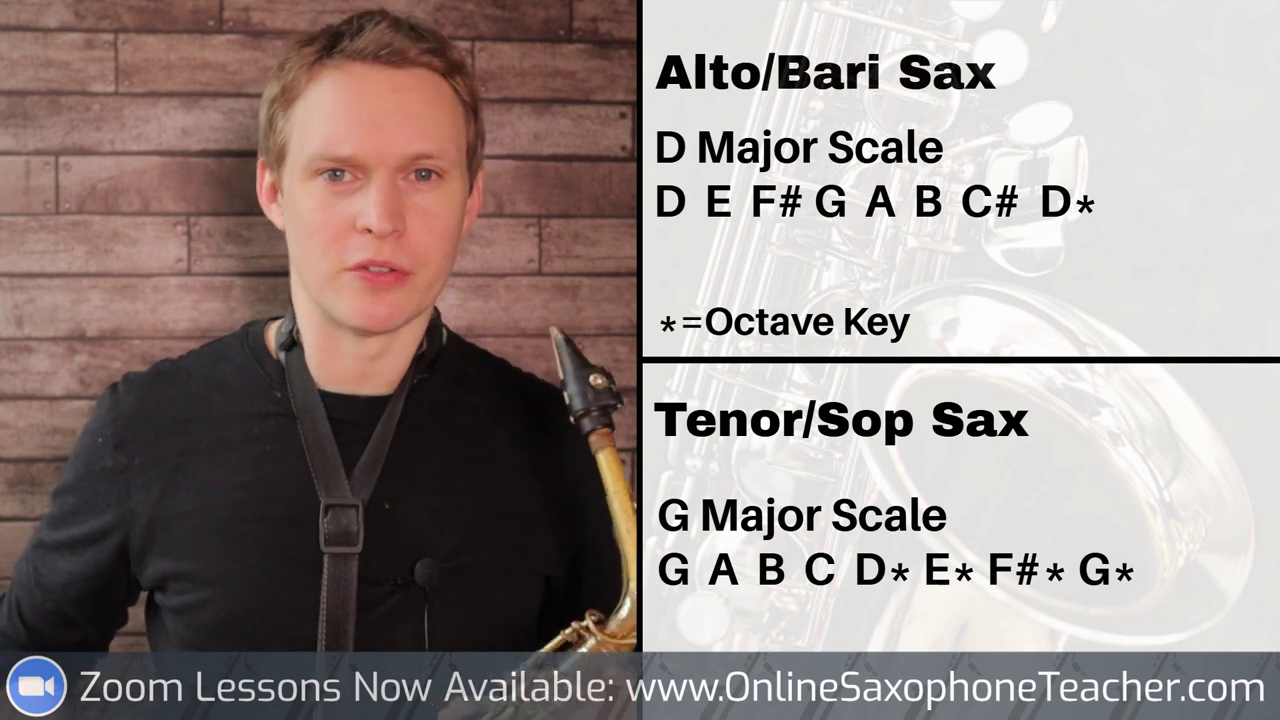 Alto/Bari Sax
D Major Scale
D E F# G A B C# D*
*=Octave Key
Tenor/Sop Sax
G Major Scale
G A B C D* E* F#* G*
Zoom Lessons Now Available: www.OnlineSaxophoneTeacher.com